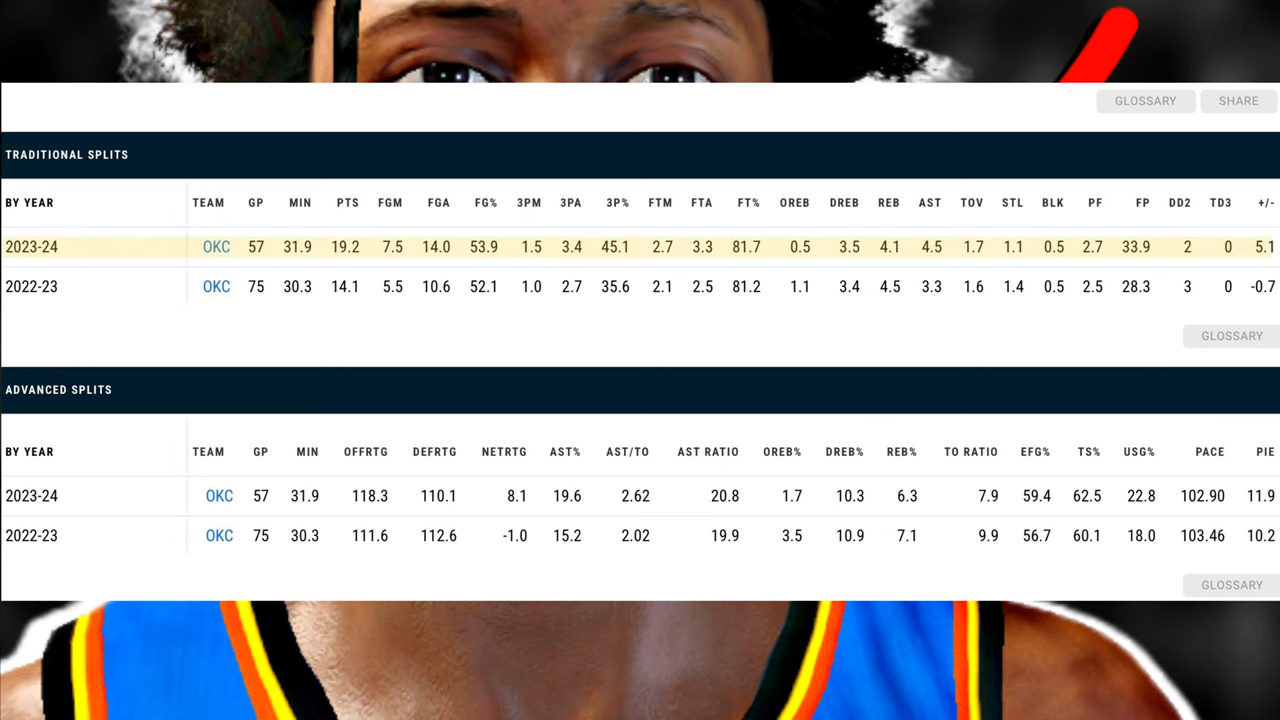 GLOSSARY SHARE
TRADITIONAL SPLITS
BY YEAR TEAM GP MIN PTS FGM FGA FG% 3PM 3PA 3P% FTM FTA FT% OREB DREB REB AST TOV STL BLK PF FP DD2 TD3 +/-
2023-24 OKC 57 31.9 19.2 7.5 14.0 53.9 1.5 3.4 45.1 2.7 3.3 81.7 0.5 3.5 4.1 4.5 1.7 1.1 0.5 2.7 33.9 2 0 5.1
2022-23 OKC 75 30.3 14.1 5.5 10.6 52.1 1.0 2.7 35.6 2.1 2.5 81.2 1.1 3.4 4.5 3.3 1.6 1.4 0.5 2.5 28.3 3 0 -0.7
GLOSSARY
ADVANCED SPLITS
BY YEAR TEAM GP MIN OFFRTG DEFRTG NETRTG AST% AST/TO AST RATIO OREB% DREB% REB% TO RATIO EFG% TS% USG% PACE PIE
2023-24 OKC 57 31.9 118.3 110.1 8.1 19.6 2.62 20.8 1.7 10.3 6.3 7.9 59.4 62.5 22.8 102.90 11.9
2022-23 OKC 75 30.3 111.6 112.6 -1.0 15.2 2.02 19.9 3.5 10.9 7.1 9.9 56.7 60.1 18.0 103.46 10.2
GLOSSARY